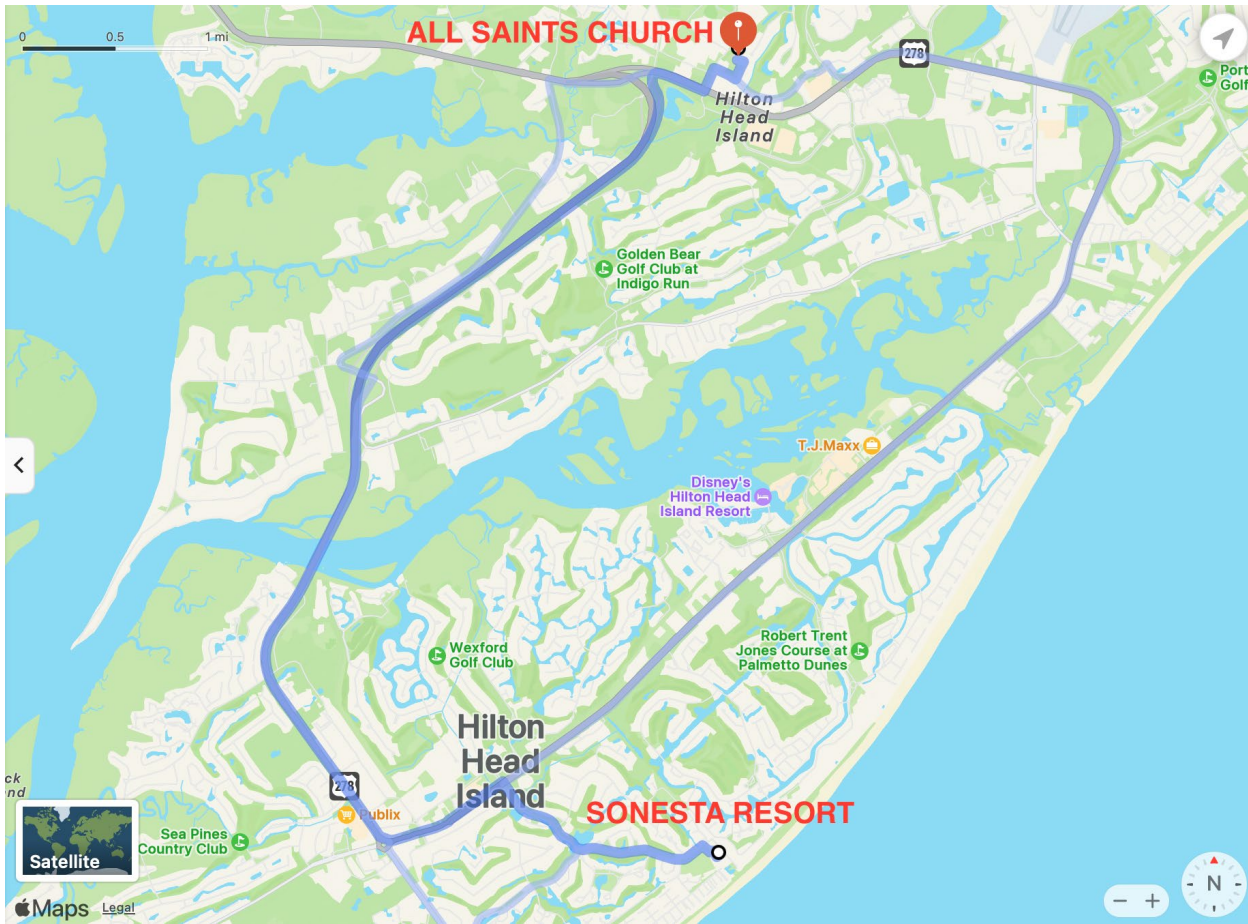 0 0.5 1 mi
ALL SAINTS CHURCH
278
Port
Golf
Hilton
Head
Island
Golden Bear
Golf Club at
Indigo Run
T.J.Maxx
Disney's
Hilton Head
Island Resort
Robert Trent
Jones Course at
Palmetto Dunes
Wexford
Golf Club
Hilton
Head
Island
ck
nd
278
Publix
SONESTA RESORT
Sea Pines
Country Club
Satellite
Maps Legal
N